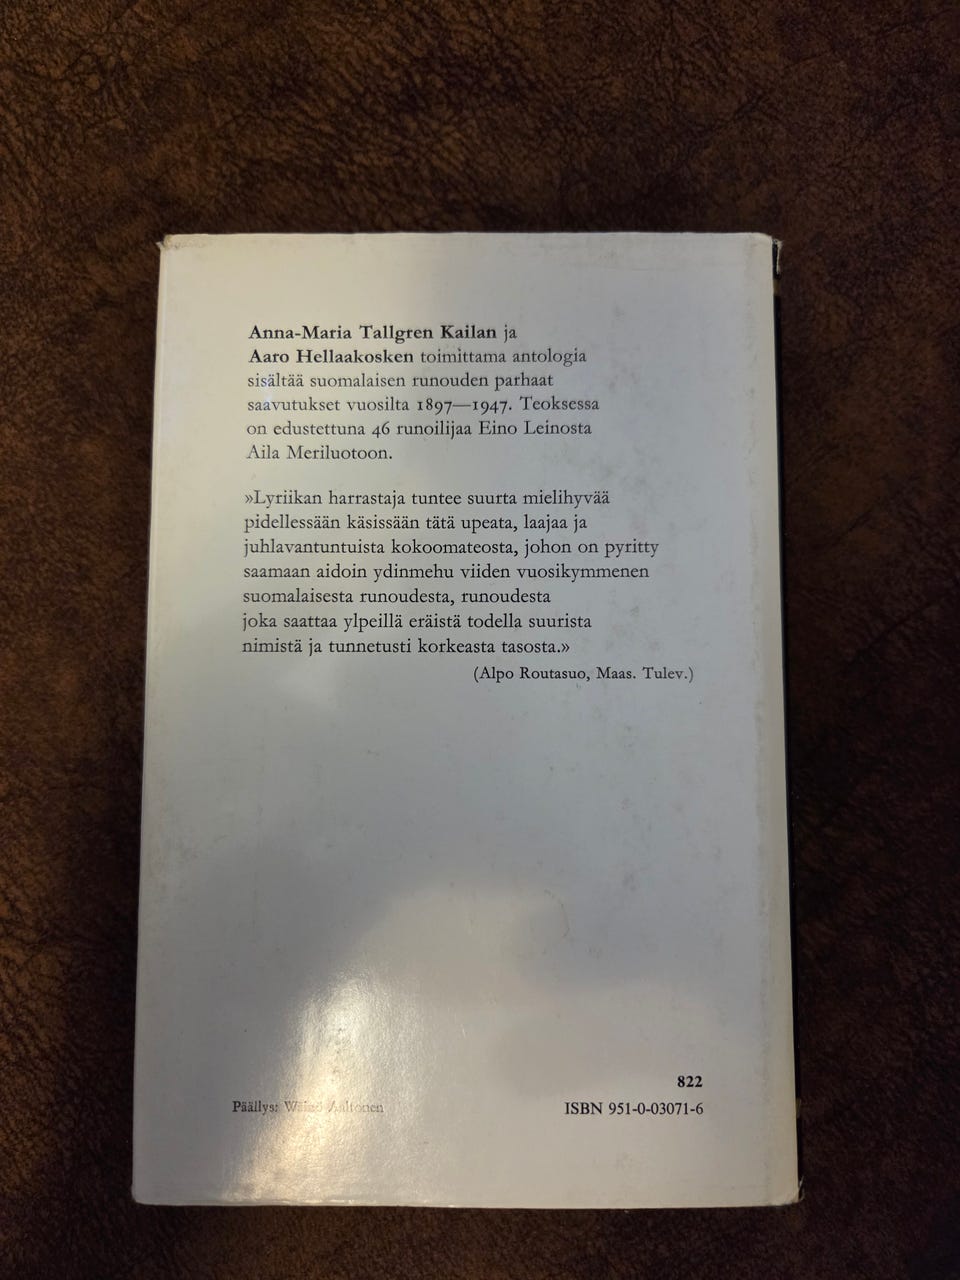 Anna-Maria Tallgren Kailan ja
Aaro Hellaakosken toimittama antologia
sisältää suomalaisen runouden parhaat
saavutukset vuosilta 1897—1947. Teoksessa
on edustettuna 46 runoilijaa Eino Leinosta
Aila Meriluotoon.
»Lyriikan harrastaja tuntee suurta mielihyvää
pidellessään käsissään tätä upeata, laajaa ja
juhlavantuntuista kokoomateosta, johon on pyritty
saamaan aidoin ydinmehu viiden vuosikymmenen
suomalaisesta runoudesta, runoudesta
joka saattaa ylpeillä eräistä todella suurista
nimistä ja tunnetusti korkeasta tasosta.»
(Alpo Routasuo, Maas. Tulev.)
822
Päällys: Wäinö Aaltonen
ISBN 951-0-03071-6